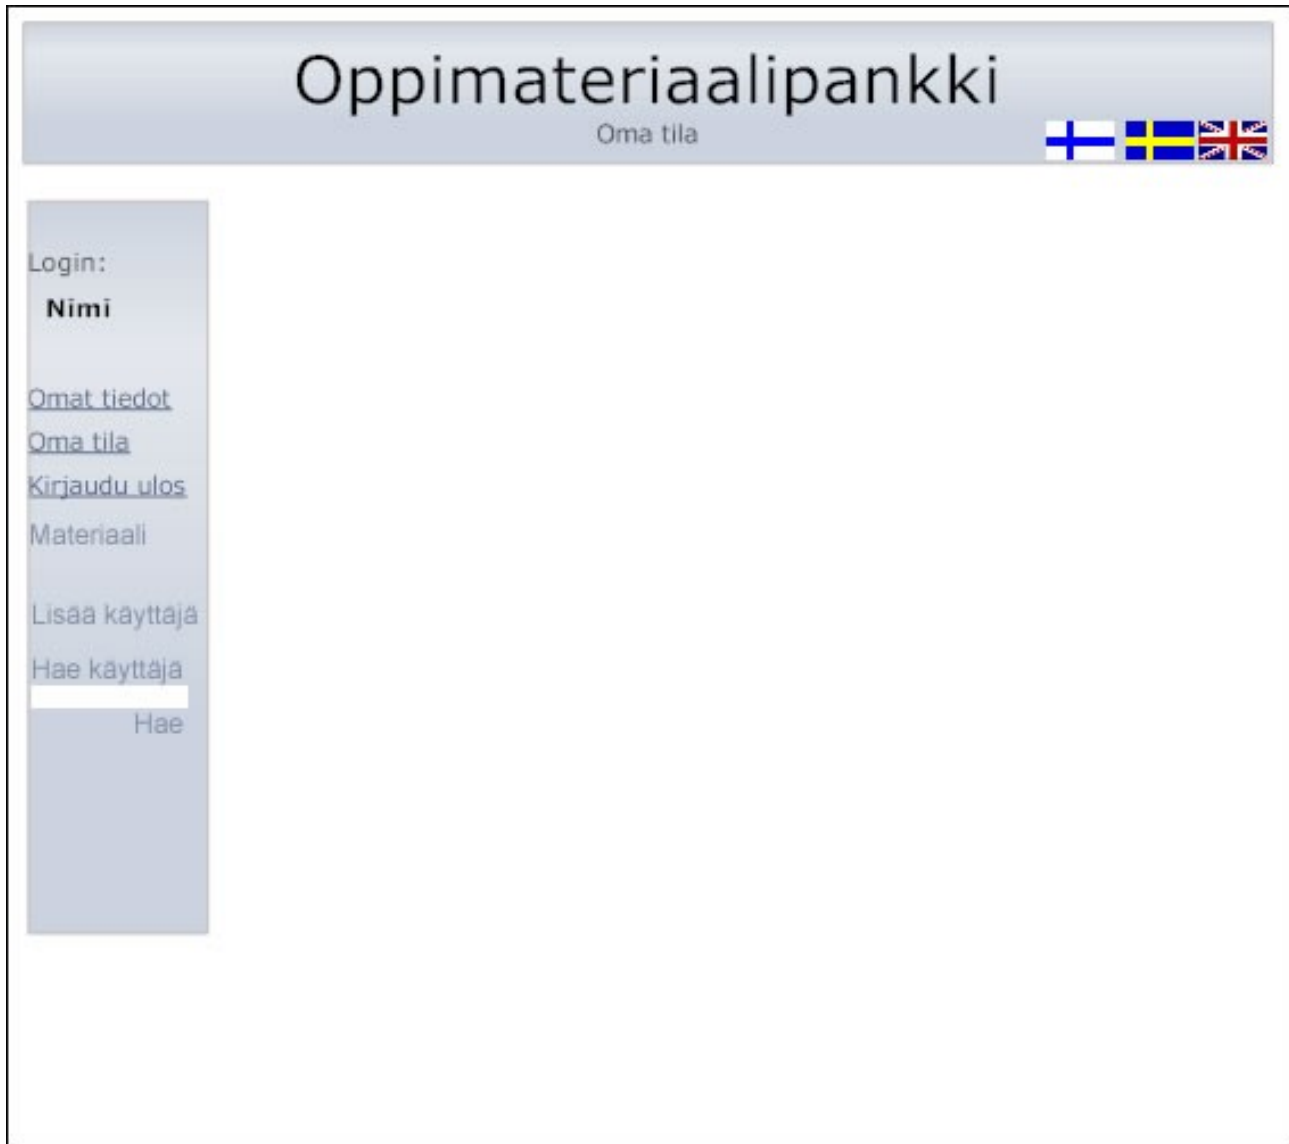 Oppimateriaalipankki
Oma tila
Login:
Nimi
Omat tiedot
Oma tila
Kirjaudu ulos
Materiaali
Lisää käyttäjä
Hae käyttäjä
Hae